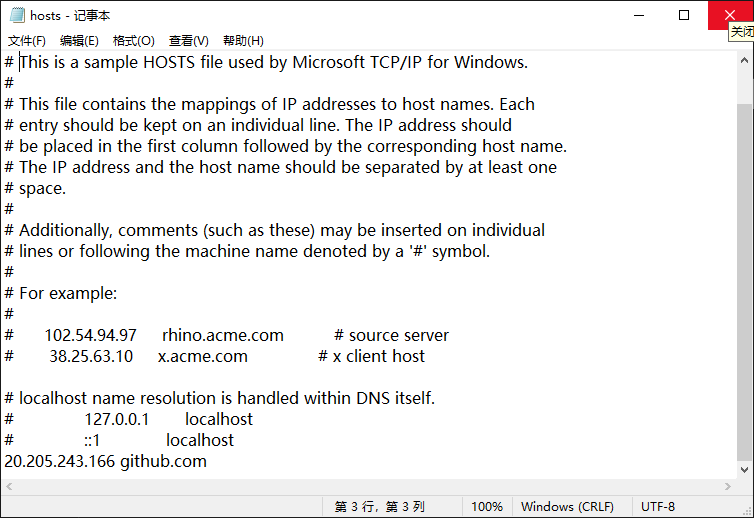 hosts - 记事本
关闭
文件(F) 编辑(E) 格式(O) 查看(V) 帮助(H)
# This is a sample HOSTS file used by Microsoft TCP/IP for Windows.
#
# This file contains the mappings of IP addresses to host names. Each
# entry should be kept on an individual line. The IP address should
# be placed in the first column followed by the corresponding host name.
# The IP address and the host name should be separated by at least one
# space.
#
# Additionally, comments (such as these) may be inserted on individual
# lines or following the machine name denoted by a '#' symbol.
#
# For example:
#
#      102.54.94.97     rhino.acme.com          # source server
#       38.25.63.10     x.acme.com              # x client host

# localhost name resolution is handled within DNS itself.
#              127.0.0.1       localhost
#              ::1             localhost
20.205.243.166 github.com
第 3 行，第 3 列 100% Windows (CRLF) UTF-8